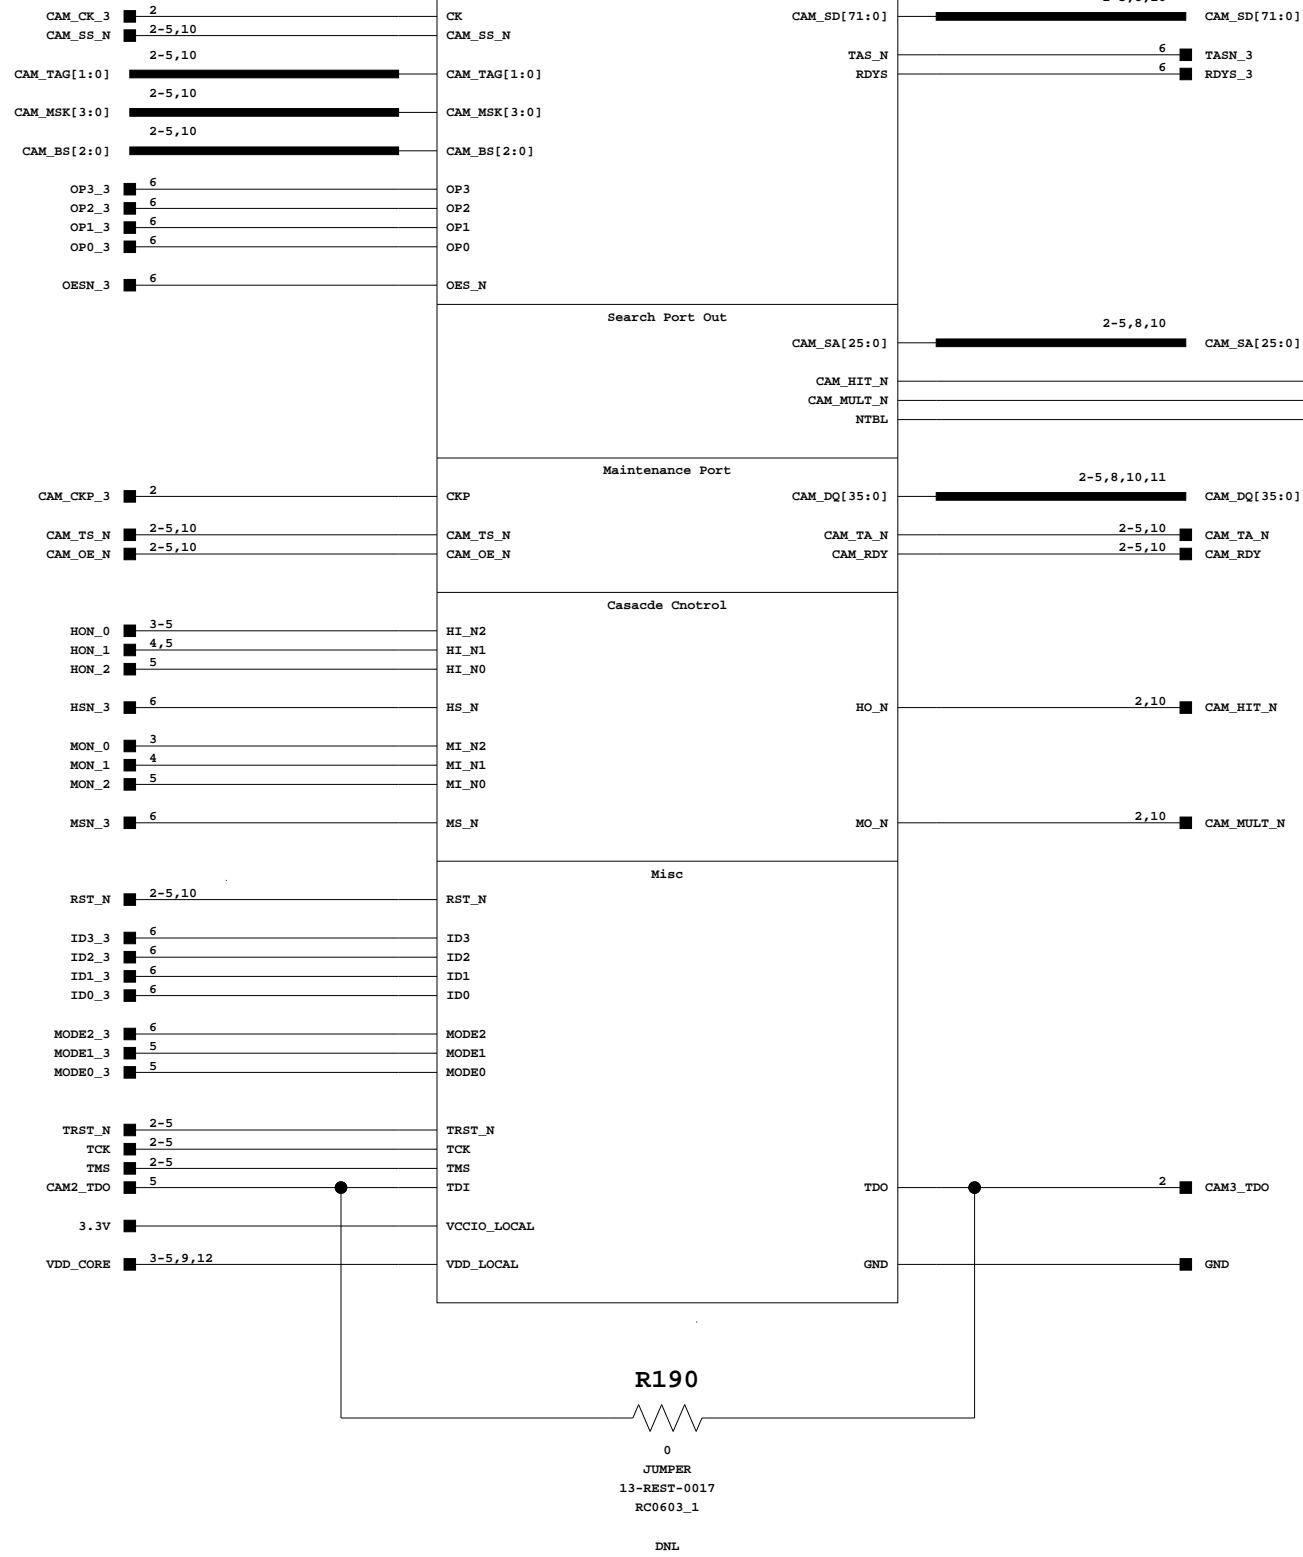 CAM_CK_3 2 CK CAM_SD[71:0] CAM_SD[71:0]
CAM_SS_N 2-5,10 CAM_SS_N
2-5,10 TAS_N 6 TASN_3
CAM_TAG[1:0] CAM_TAG[1:0] RDYS 6 RDYS_3
2-5,10
CAM_MSK[3:0] CAM_MSK[3:0]
2-5,10
CAM_BS[2:0] CAM_BS[2:0]
OP3_3 6 OP3
OP2_3 6 OP2
OP1_3 6 OP1
OP0_3 6 OP0
OESN_3 6 OES_N
Search Port Out
2-5,8,10
CAM_SA[25:0] CAM_SA[25:0]
CAM_HIT_N
CAM_MULT_N
NTBL
Maintenance Port
2-5,8,10,11
CAM_CKP_3 2 CKP CAM_DQ[35:0] CAM_DQ[35:0]
CAM_TS_N 2-5,10 CAM_TS_N CAM_TA_N 2-5,10 CAM_TA_N
CAM_OE_N 2-5,10 CAM_OE_N CAM_RDY 2-5,10 CAM_RDY
Casacde Cnotrol
HON_0 3-5 HI_N2
HON_1 4,5 HI_N1
HON_2 5 HI_N0
HSN_3 6 HS_N HO_N 2,10 CAM_HIT_N
MON_0 3 MI_N2
MON_1 4 MI_N1
MON_2 5 MI_N0
MSN_3 6 MS_N MO_N 2,10 CAM_MULT_N
Misc
RST_N 2-5,10 RST_N
ID3_3 6 ID3
ID2_3 6 ID2
ID1_3 6 ID1
ID0_3 6 ID0
MODE2_3 6 MODE2
MODE1_3 5 MODE1
MODE0_3 5 MODE0
TRST_N 2-5 TRST_N
TCK 2-5 TCK
TMS 2-5 TMS
CAM2_TDO 5 TDI TDO 2 CAM3_TDO
3.3V VCCIO_LOCAL
VDD_CORE 3-5,9,12 VDD_LOCAL GND GND
R190
0
JUMPER
13-REST-0017
RC0603_1
DNL